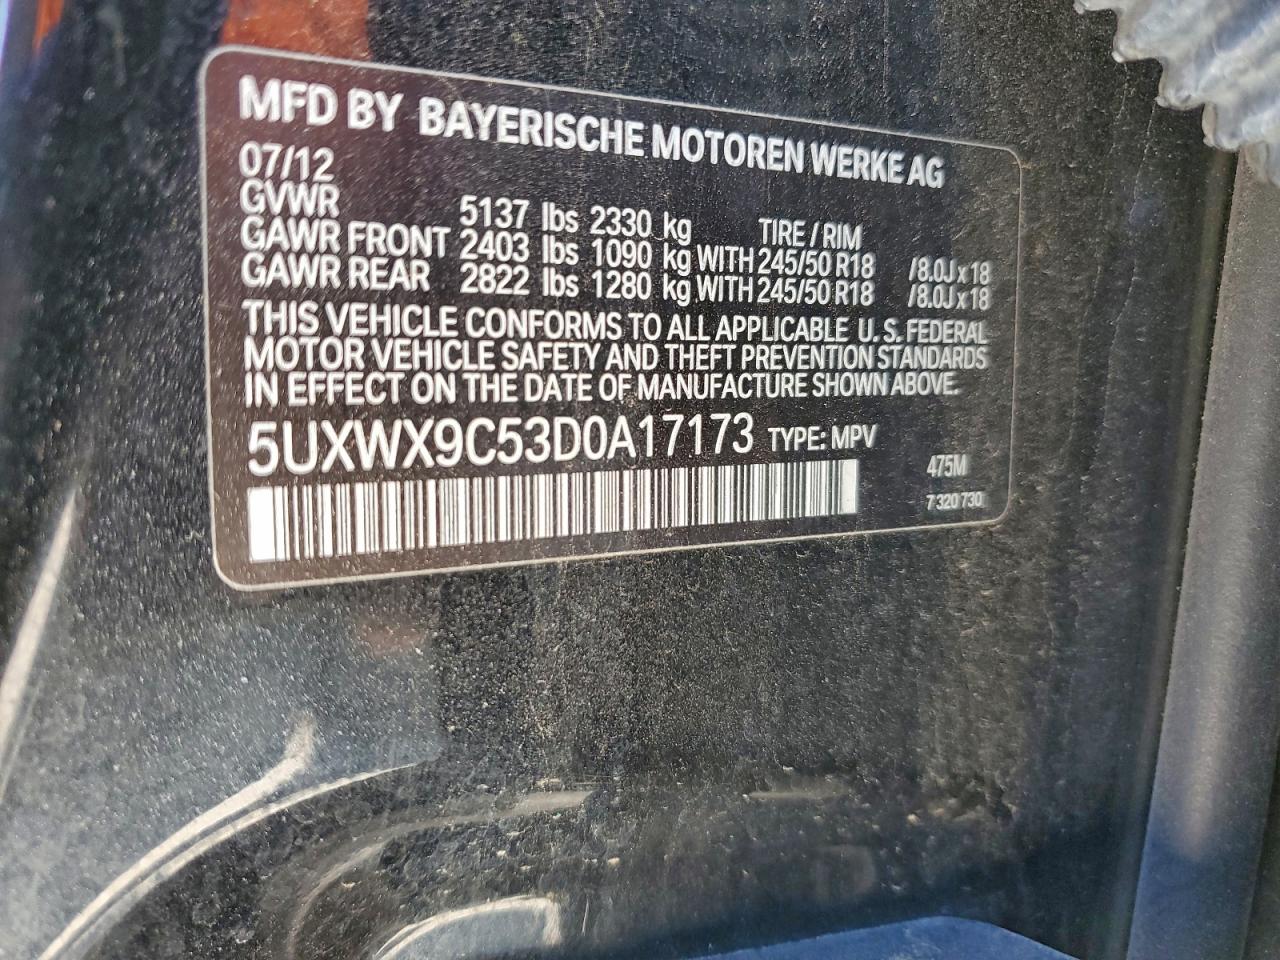 MFD BY BAYERISCHE MOTOREN WERKE AG
07/12
GVWR 5137 lbs 2330 kg TIRE / RIM
GAWR FRONT 2403 lbs 1090 kg WITH 245/50 R18 /8.0J x 18
GAWR REAR 2822 lbs 1280 kg WITH 245/50 R18 /8.0J x 18
THIS VEHICLE CONFORMS TO ALL APPLICABLE U.S. FEDERAL
MOTOR VEHICLE SAFETY AND THEFT PREVENTION STANDARDS
IN EFFECT ON THE DATE OF MANUFACTURE SHOWN ABOVE.
5UXWX9C53D0A17173 TYPE: MPV
475M
7 320 730